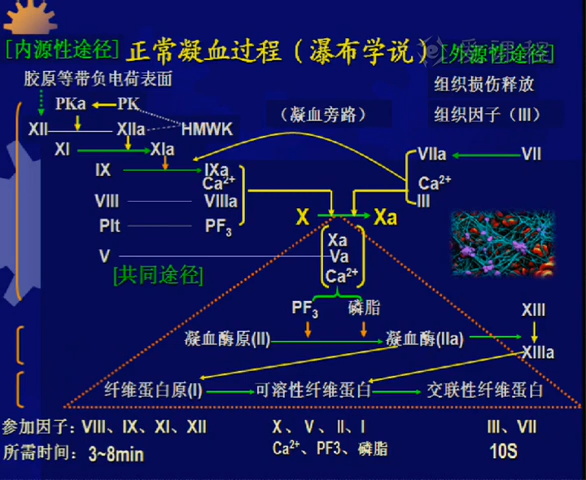 [内源性途径] 正常凝血过程（瀑布学说） [外源性途径]
胶原等带负电荷表面
组织损伤释放
PKa PK
（凝血旁路）
组织因子（III）
XII XIIa HMWK
XI XIa
VIIa VII
IX IXa
Ca2+
Ca2+
VIII VIIIa
III
X Xa
Plt PF3
Xa
V Va
[共同途径]
Ca2+
PF3 磷脂
XIII
凝血酶原(II) 凝血酶(IIa)
XIIIa
纤维蛋白原(I) 可溶性纤维蛋白 交联性纤维蛋白
参加因子: VIII、IX、XI、XII X、V、II、I III、VII
所需时间: 3~8min Ca2+、PF3、磷脂 10S